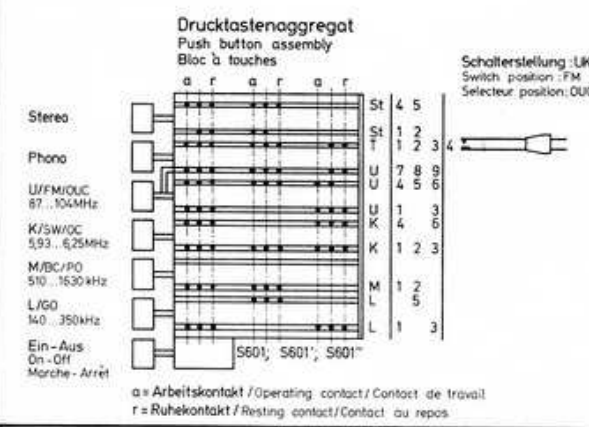 Drucktastenaggregat
Push button assembly
Bloc à touches
a r a r a r
Schalterstellung: UK
Switch position: FM
Selecteur position: OUC
Stereo
Phono
U/FM/OUC
87...104MHz
K/SW/OC
5,93...6,25MHz
M/BC/PO
510...1630kHz
L/GO
140...350kHz
Ein-Aus
On-Off
Marche-Arrêt
St 4 5
St 1 2
T 1 2 3 4
U 7 8 9
U 4 5 6
U 1 3
K 4 6
K 1 2 3
M 1 2
L 5
L 1 3
S601; S601'; S601"
a = Arbeitskontakt / Operating contact / Contact de travail
r = Ruhekontakt / Resting contact / Contact au repos